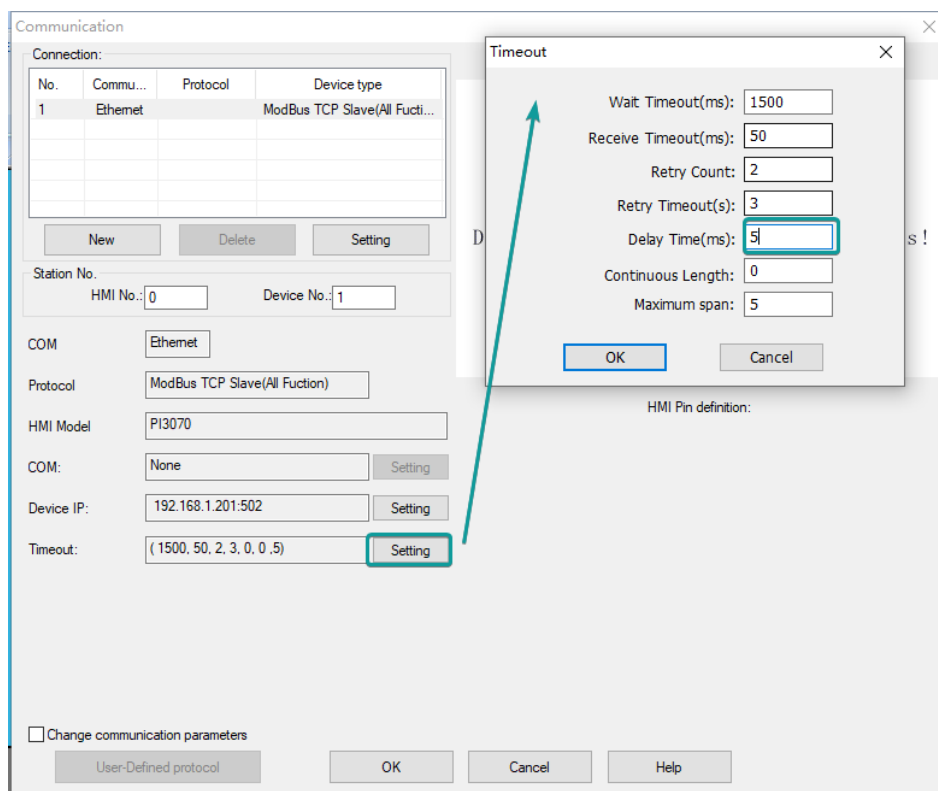 Communication
Connection:
No. Commu... Protocol Device type
1 Ethernet ModBus TCP Slave(All Fucti...
New Delete Setting
Station No.
HMI No.: 0 Device No.: 1
COM Ethernet
Protocol ModBus TCP Slave(All Fuction)
HMI Model PI3070
COM: None Setting
Device IP: 192.168.1.201:502 Setting
Timeout: ( 1500, 50, 2, 3, 0, 0 ,5) Setting
Change communication parameters
User-Defined protocol OK Cancel Help
Timeout
Wait Timeout(ms): 1500
Receive Timeout(ms): 50
Retry Count: 2
Retry Timeout(s): 3
Delay Time(ms): 5
Continuous Length: 0
Maximum span: 5
OK Cancel
D s!
HMI Pin definition: